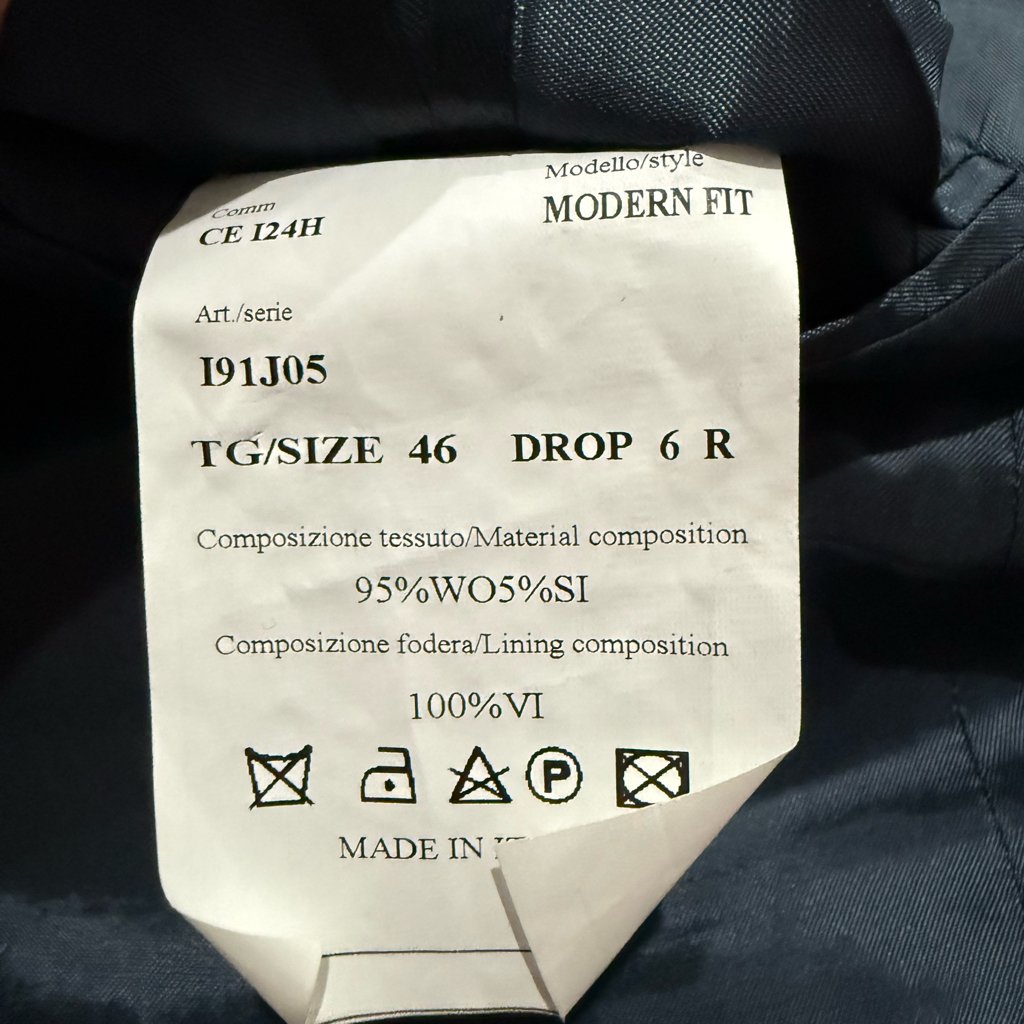 Comm
CE I24H
Modello/style
MODERN FIT
Art./serie
I91J05
TG/SIZE 46 DROP 6 R
Composizione tessuto/Material composition
95%WO5%SI
Composizione fodera/Lining composition
100%VI
P
MADE IN